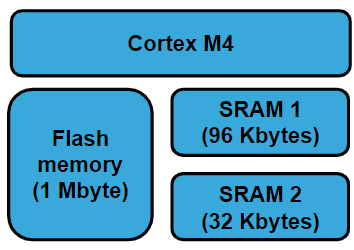 Cortex M4
Flash
memory
(1 Mbyte)
SRAM 1
(96 Kbytes)
SRAM 2
(32 Kbytes)